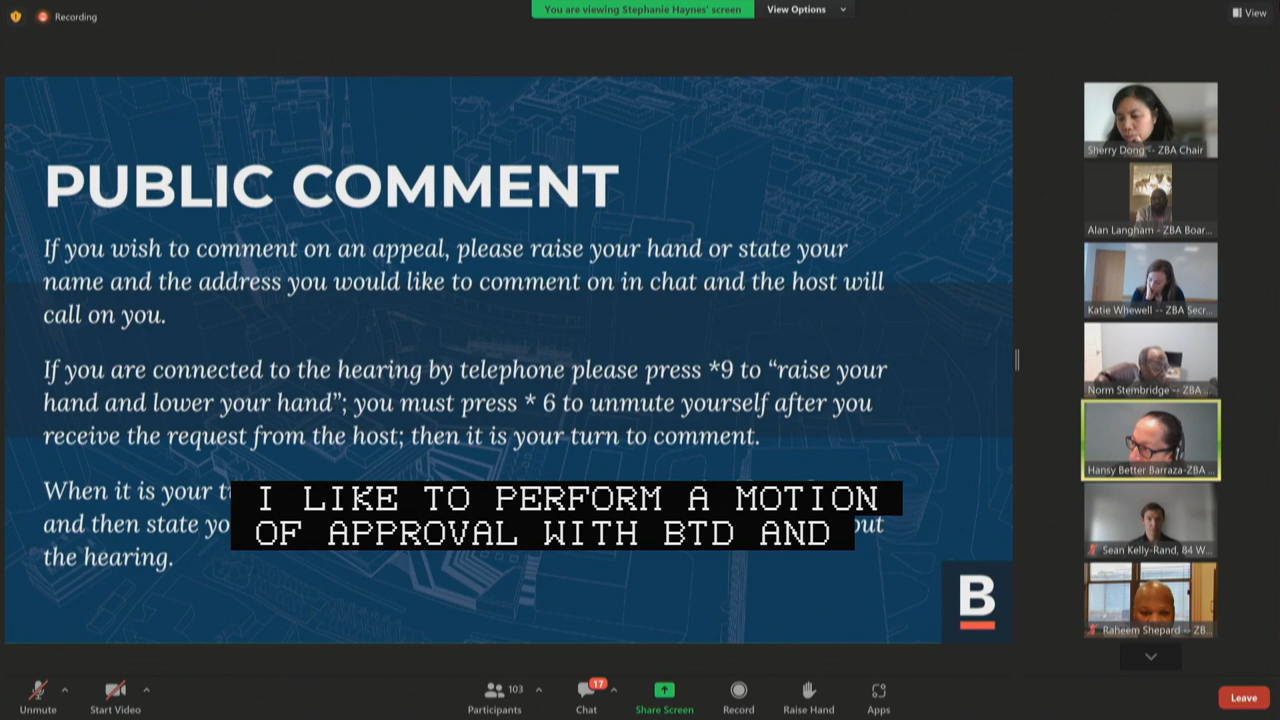 Recording
You are viewing Stephanie Haynes' screen
View Options
View
PUBLIC COMMENT
If you wish to comment on an appeal, please raise your hand or state your
name and the address you would like to comment on in chat and the host will
call on you.
If you are connected to the hearing by telephone please press *9 to “raise your
hand and lower your hand”; you must press * 6 to unmute yourself after you
receive the request from the host; then it is your turn to comment.
When it is your t
and then state yo out
the hearing.
I LIKE TO PERFORM A MOTION
OF APPROVAL WITH BTD AND
B
Sherry Dong -- ZBA Chair
Alan Langham - ZBA Boar...
Katie Whewell -- ZBA Secr...
Norm Stembridge -- ZBA ...
Hansy Better Barraza-ZBA ...
Sean Kelly-Rand, 84 W...
Raheem Shepard -- ZB...
Unmute
Start Video
103
Participants
17
Chat
Share Screen
Record
Raise Hand
Apps
Leave